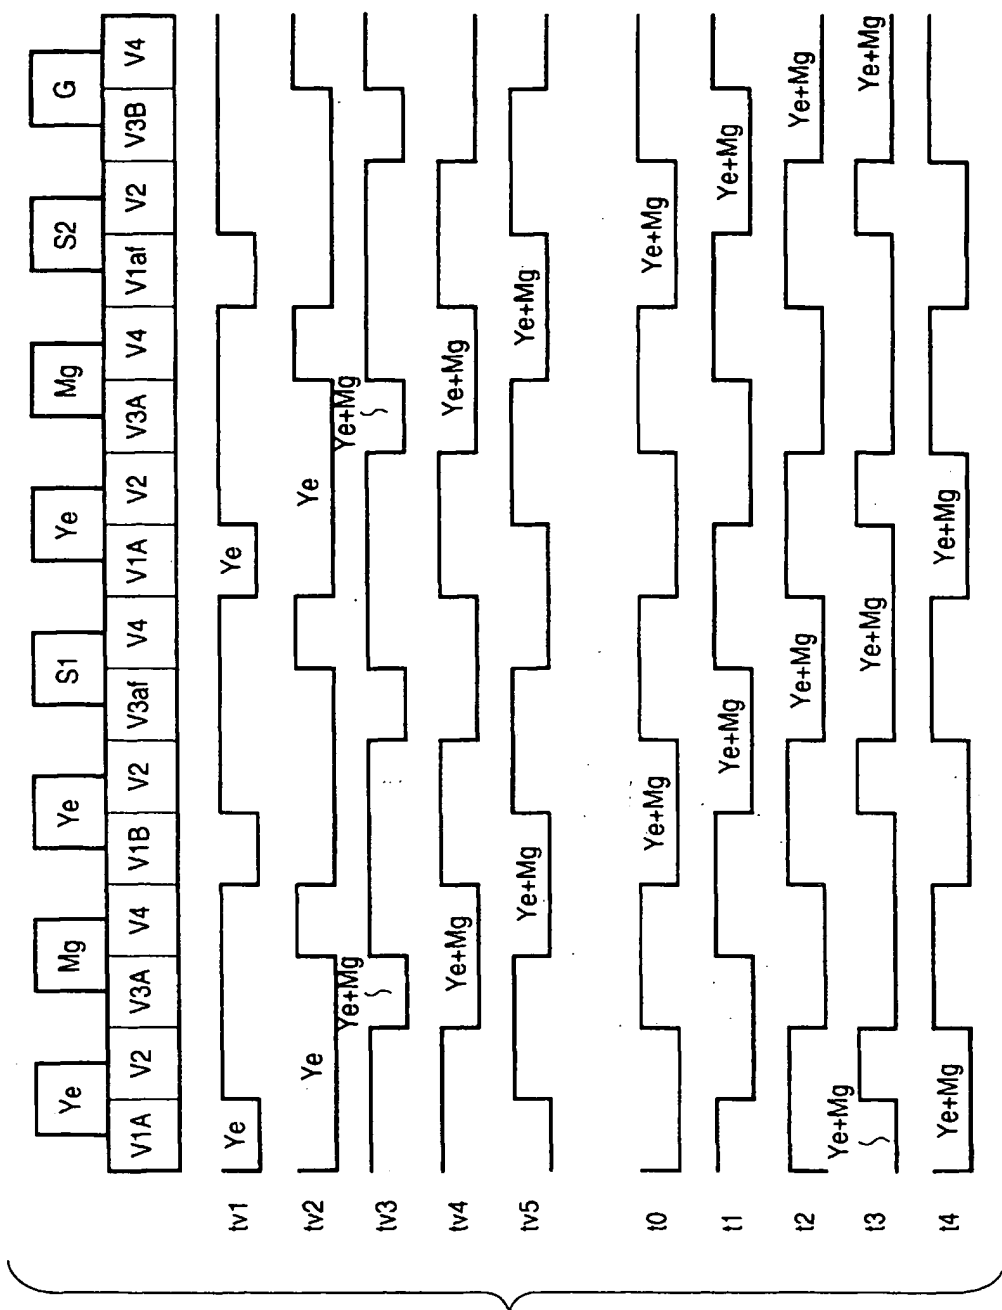 Ye Mg Ye S1 Ye Mg S2 G
V1A V2 V3A V4 V1B V2 V3af V4 V1A V2 V3A V4 V1af V2 V3B V4
tv1 Ye Ye
tv2 Ye Ye
tv3 Ye+Mg Ye+Mg
tv4 Ye+Mg Ye+Mg
tv5 Ye+Mg Ye+Mg
t0 Ye+Mg Ye+Mg
t1 Ye+Mg Ye+Mg
t2 Ye+Mg Ye+Mg
t3 Ye+Mg Ye+Mg Ye+Mg
t4 Ye+Mg Ye+Mg